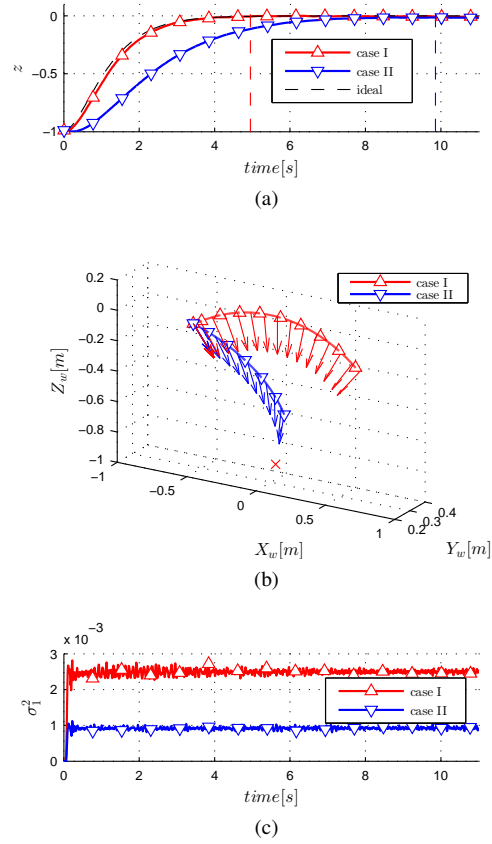 0
−0.5
−1
z
case I
case II
ideal
0 2 4 6 8 10
time[s]
(a)
0.2
0
−0.2
−0.4
−0.6
−0.8
−1
Z_w[m]
case I
case II
−1 −0.5 0 0.5 1
0.2 0.3 0.4
X_w[m] Y_w[m]
(b)
x 10^−3
3
2
1
0
σ_1^2
case I
case II
0 2 4 6 8 10
time[s]
(c)